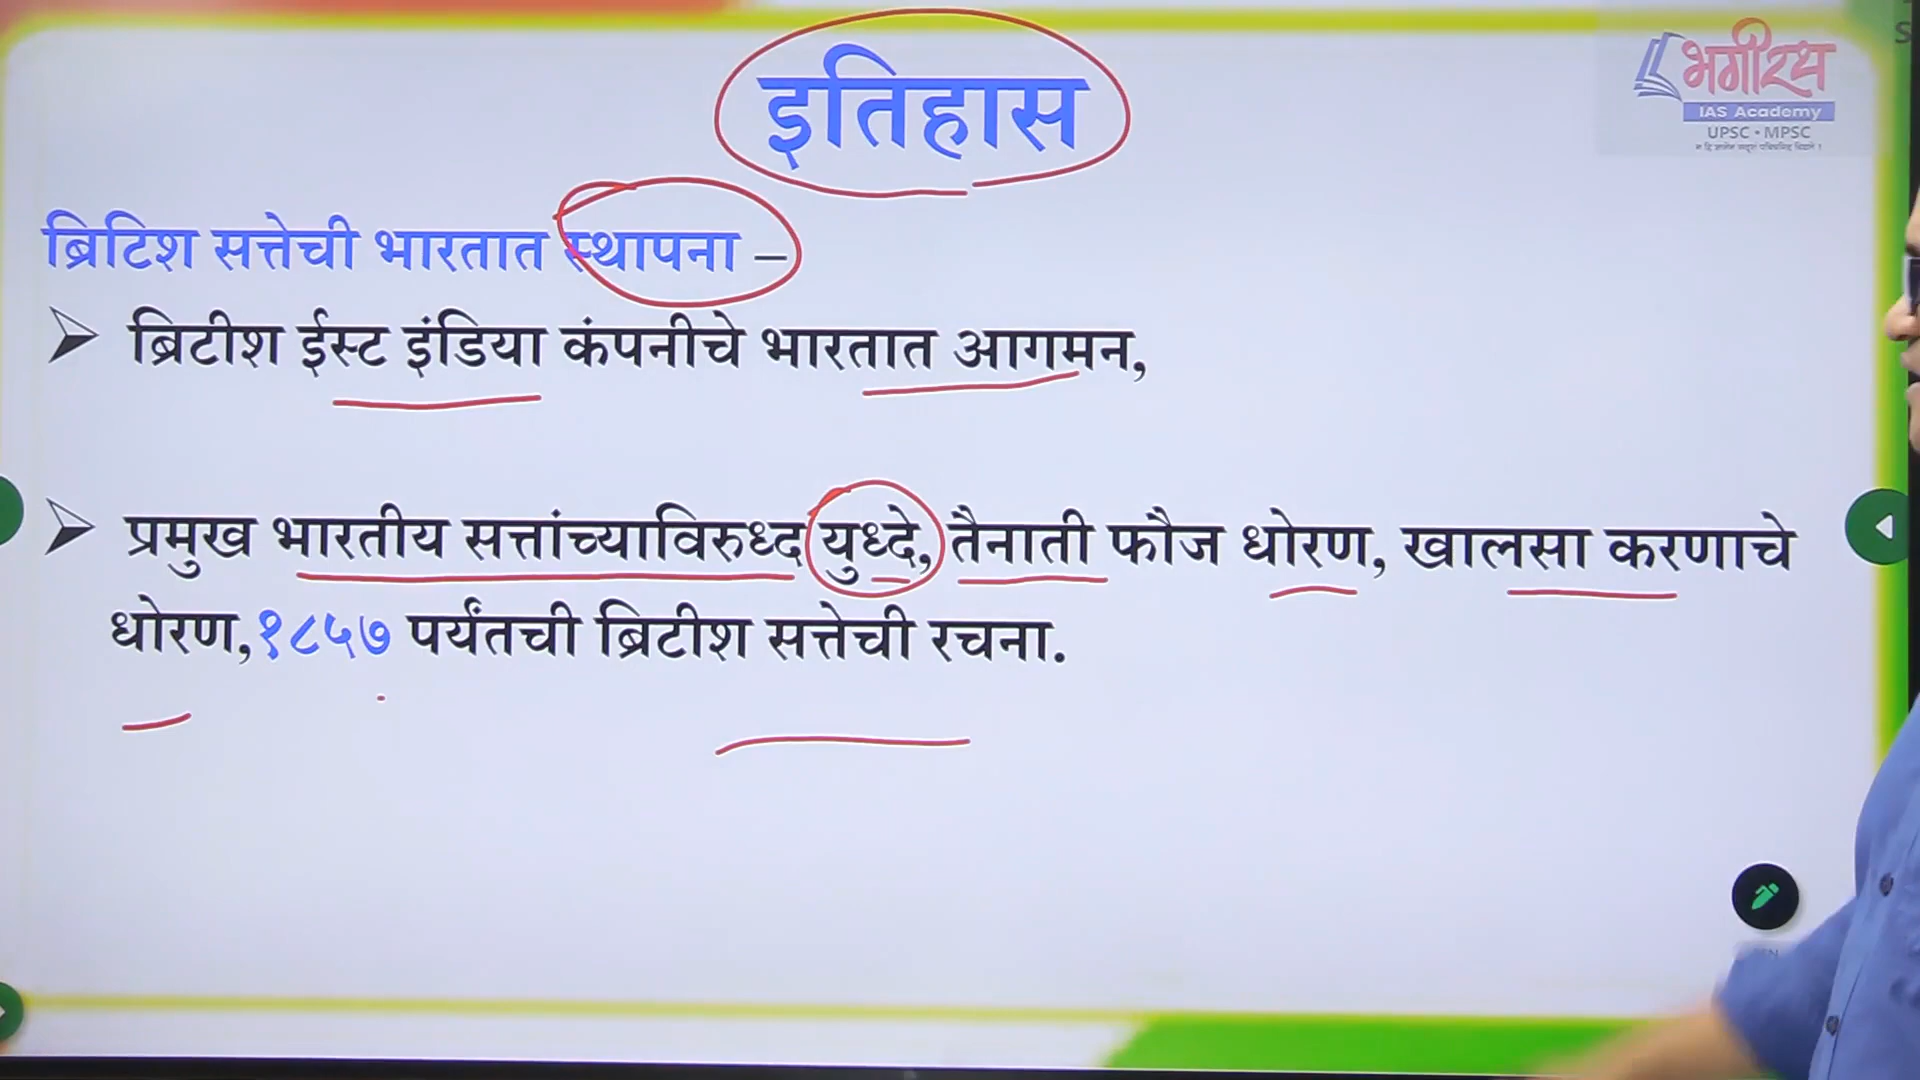 इतिहास
भगीरथ
IAS Academy
UPSC • MPSC
ब्रिटिश सत्तेची भारतात स्थापना –
ब्रिटीश ईस्ट इंडिया कंपनीचे भारतात आगमन,
प्रमुख भारतीय सत्तांच्याविरुध्द युध्दे, तैनाती फौज धोरण, खालसा करणाचे
धोरण,१८५७ पर्यंतची ब्रिटीश सत्तेची रचना.